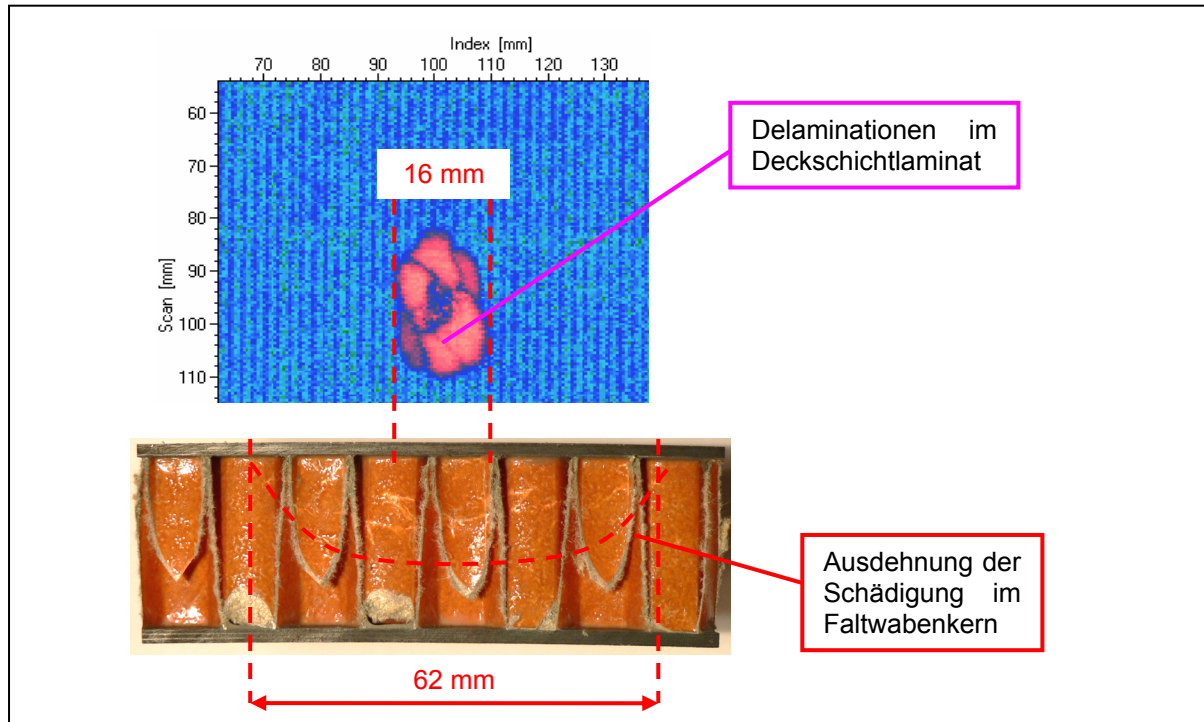 Index [mm]
70 80 90 100 110 120 130
Scan [mm]
60
70
80
90
100
110
16 mm
Delaminationen im
Deckschichtlaminat
Ausdehnung der
Schädigung im
Faltwabenkern
62 mm